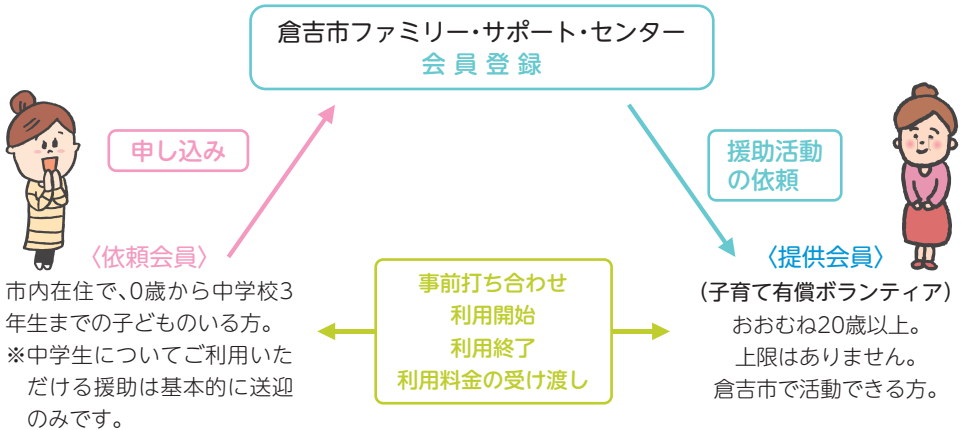 倉吉市ファミリー・サポート・センター
会員登録
申し込み
援助活動
の依頼
〈依頼会員〉
市内在住で、0歳から中学校3
年生までの子どものいる方。
※中学生についてご利用いた
だける援助は基本的に送迎
のみです。
事前打ち合わせ
利用開始
利用終了
利用料金の受け渡し
〈提供会員〉
(子育て有償ボランティア)
おおむね20歳以上。
上限はありません。
倉吉市で活動できる方。